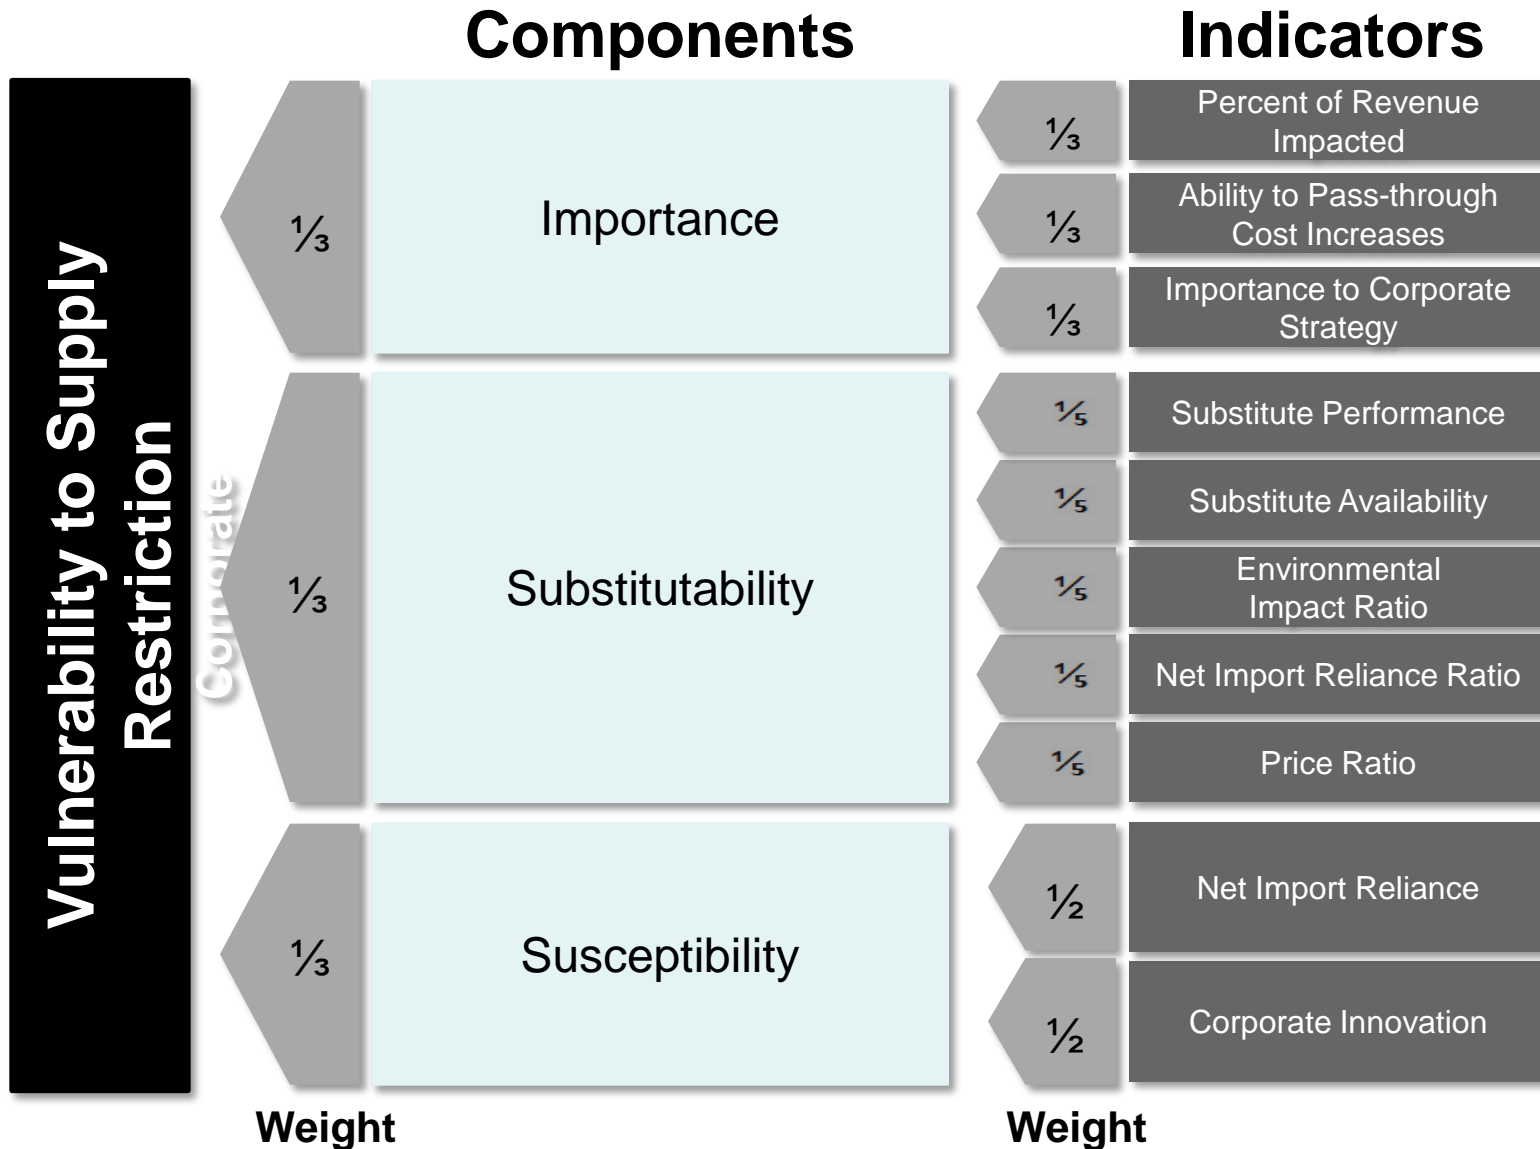 Components
Indicators
Vulnerability to Supply
Restriction
Corporate
⅓
Importance
⅓
Percent of Revenue
Impacted
⅓
Ability to Pass-through
Cost Increases
⅓
Importance to Corporate
Strategy
⅓
Substitutability
⅕
Substitute Performance
⅕
Substitute Availability
⅕
Environmental
Impact Ratio
⅕
Net Import Reliance Ratio
⅕
Price Ratio
⅓
Susceptibility
½
Net Import Reliance
½
Corporate Innovation
Weight
Weight